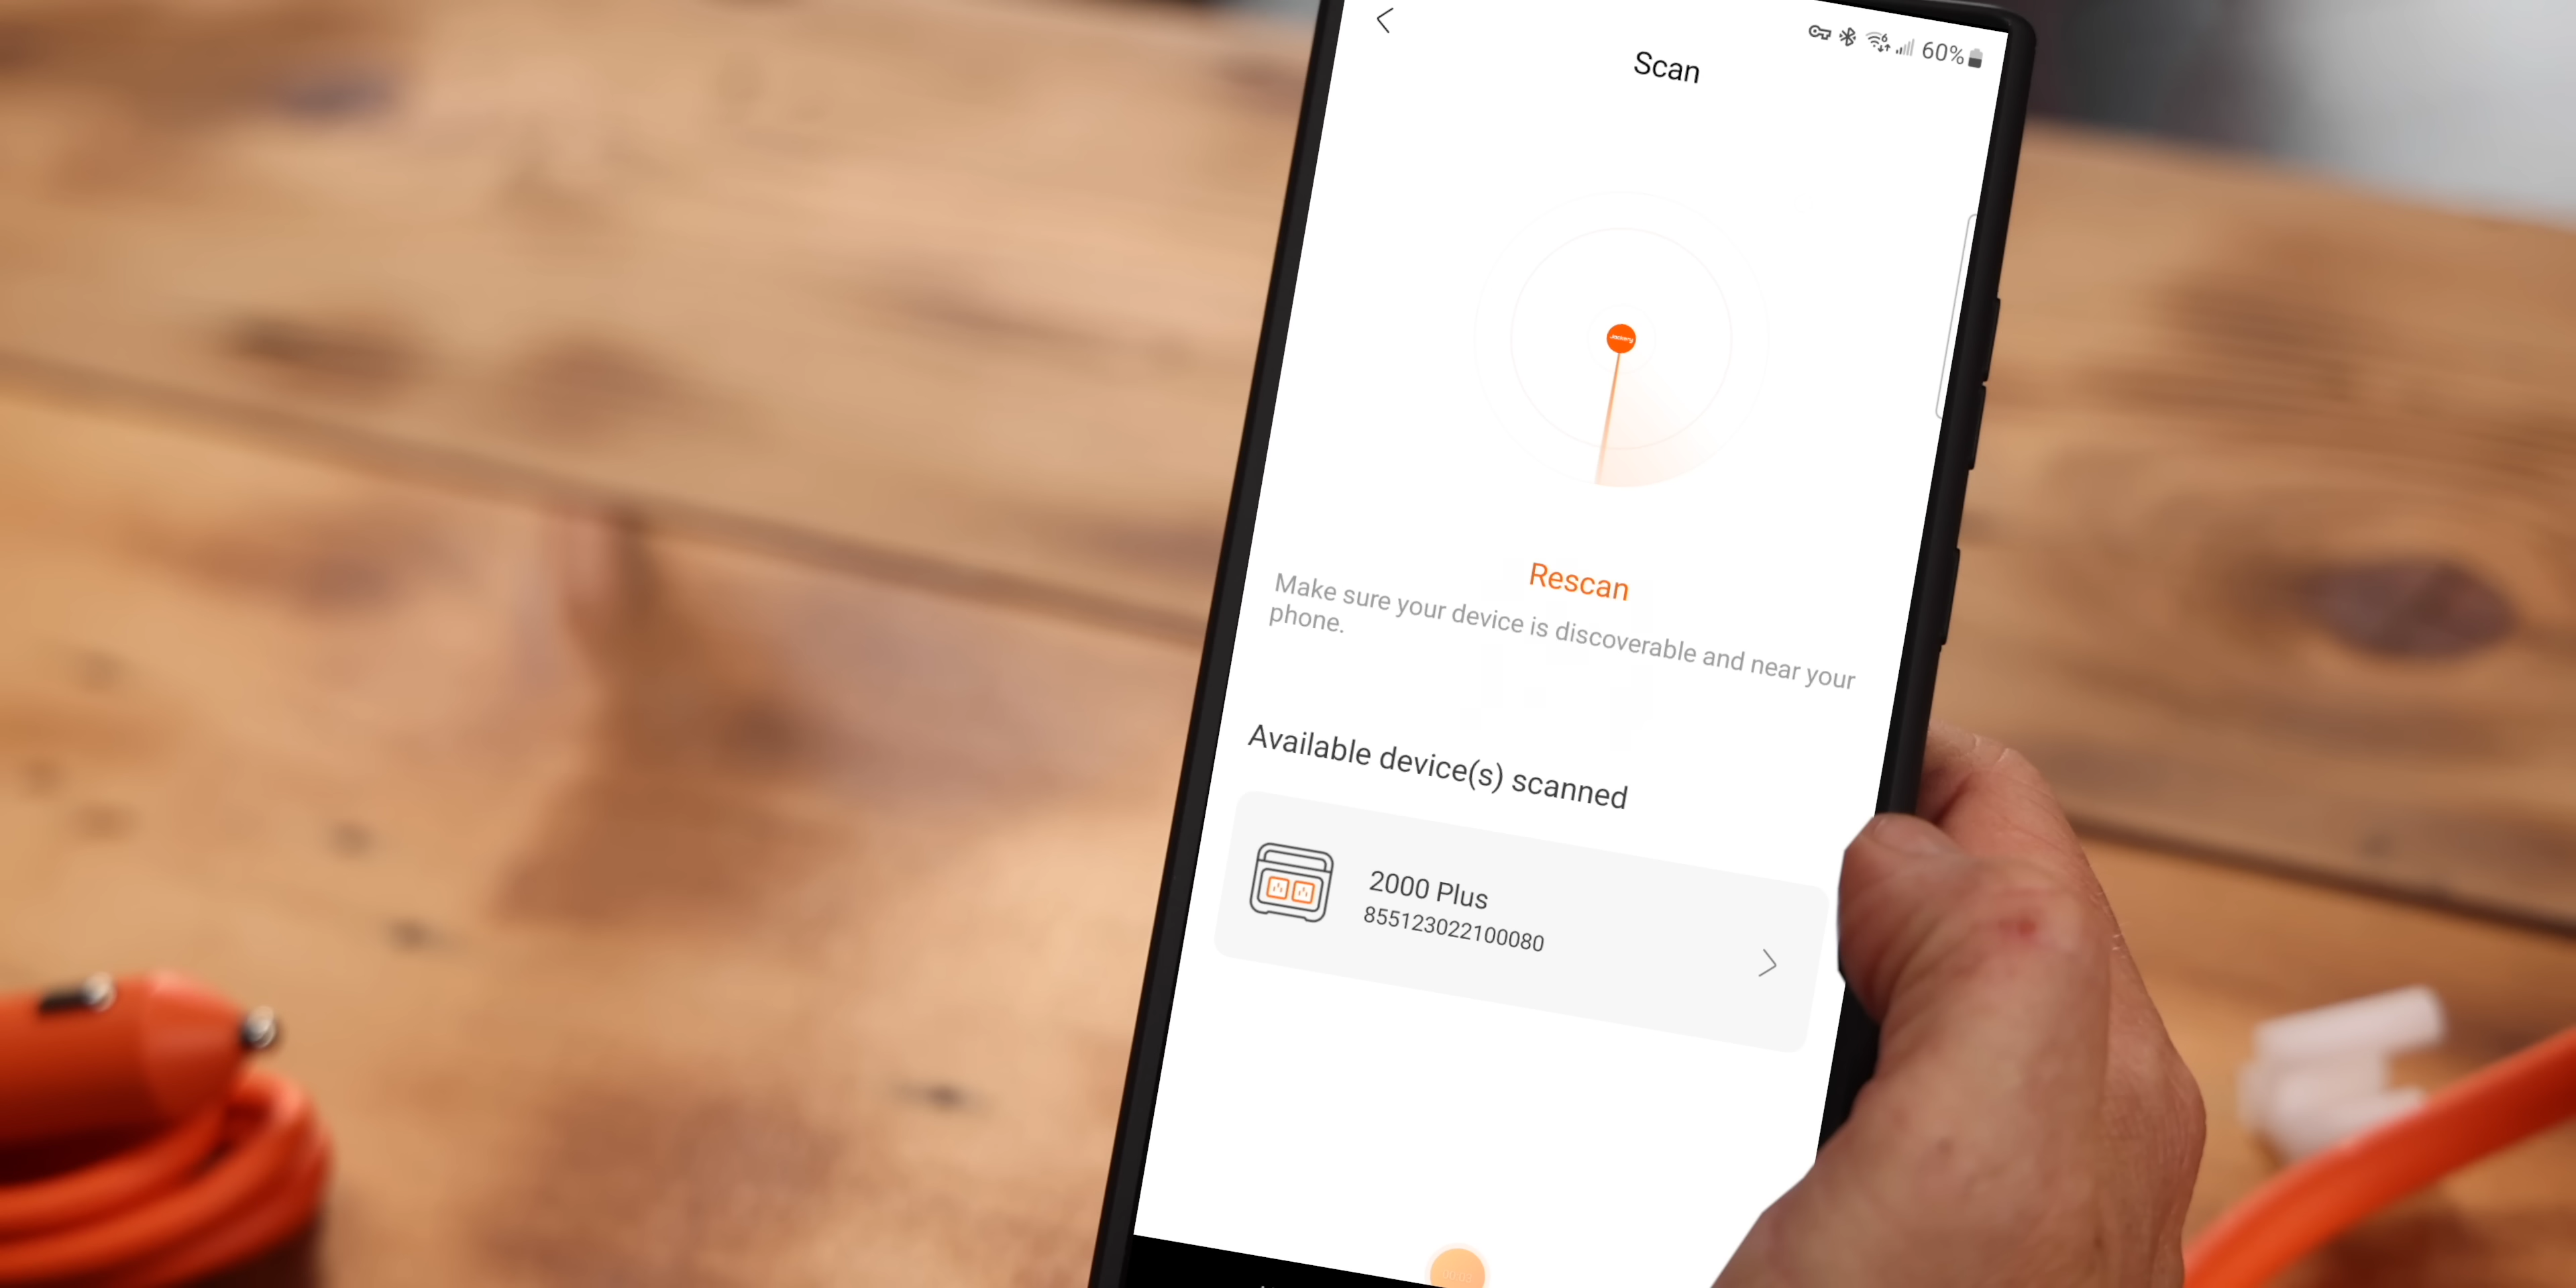 60%
Scan
Jackery
Rescan
Make sure your device is discoverable and near your
phone.
Available device(s) scanned
2000 Plus
855123022100080